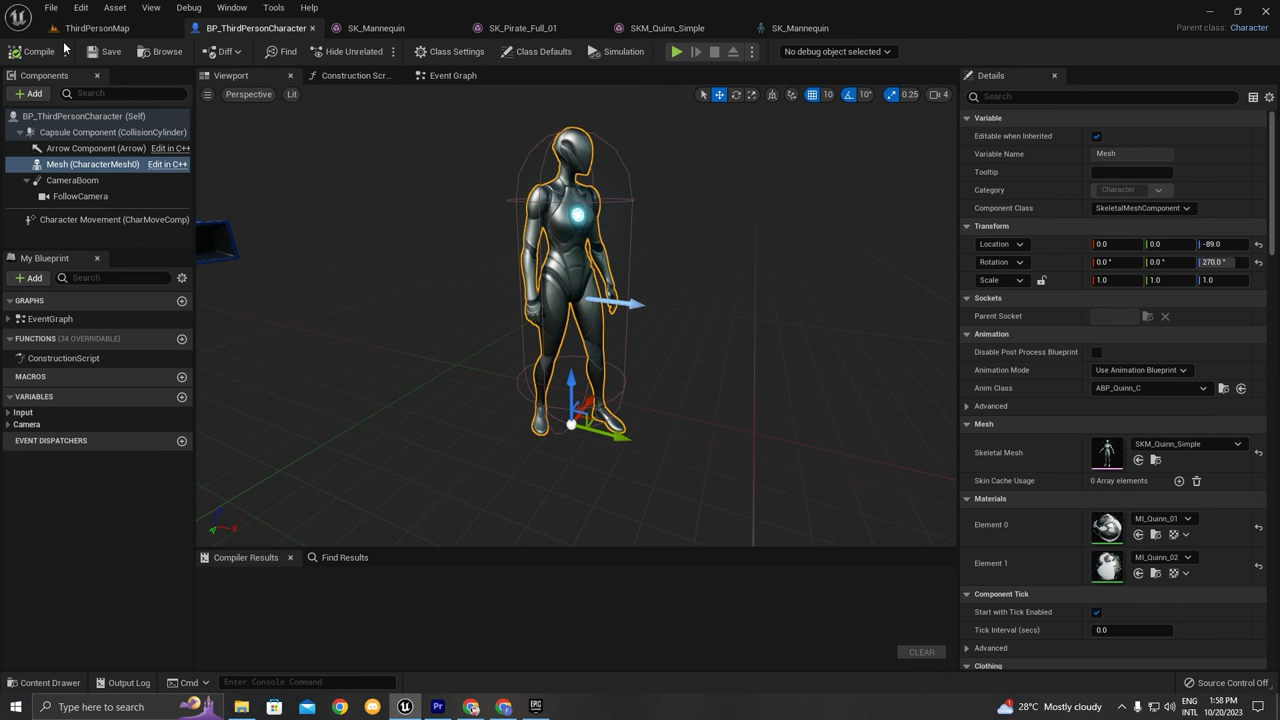 File Edit Asset View Debug Window Tools Help
Parent class: Character
ThirdPersonMap BP_ThirdPersonCharacter SK_Mannequin SK_Pirate_Full_01 SKM_Quinn_Simple SK_Mannequin
Compile Save Browse Diff Find Hide Unrelated Class Settings Class Defaults Simulation No debug object selected
Components
Add Search
BP_ThirdPersonCharacter (Self)
Capsule Component (CollisionCylinder)
Arrow Component (Arrow) Edit in C++
Mesh (CharacterMesh0) Edit in C++
CameraBoom
FollowCamera
Character Movement (CharMoveComp)
My Blueprint
Add Search
GRAPHS
EventGraph
FUNCTIONS (34 OVERRIDABLE)
ConstructionScript
MACROS
VARIABLES
Input
Camera
EVENT DISPATCHERS
Viewport Construction Scr... Event Graph
Perspective Lit 10 10° 0.25 4
Compiler Results Find Results
CLEAR
Details
Search
Variable
Editable when Inherited
Variable Name Mesh
Tooltip
Category Character
Component Class SkeletalMeshComponent
Transform
Location 0.0 0.0 -89.0
Rotation 0.0 ° 0.0 ° 270.0 °
Scale 1.0 1.0 1.0
Sockets
Parent Socket
Animation
Disable Post Process Blueprint
Animation Mode Use Animation Blueprint
Anim Class ABP_Quinn_C
Advanced
Mesh
Skeletal Mesh SKM_Quinn_Simple
Skin Cache Usage 0 Array elements
Materials
Element 0 MI_Quinn_01
Element 1 MI_Quinn_02
Component Tick
Start with Tick Enabled
Tick Interval (secs) 0.0
Advanced
Clothing
Content Drawer Output Log Cmd Enter Console Command Source Control Off
Type here to search
28°C Mostly cloudy
ENG
INTL
1:58 PM
10/20/2023